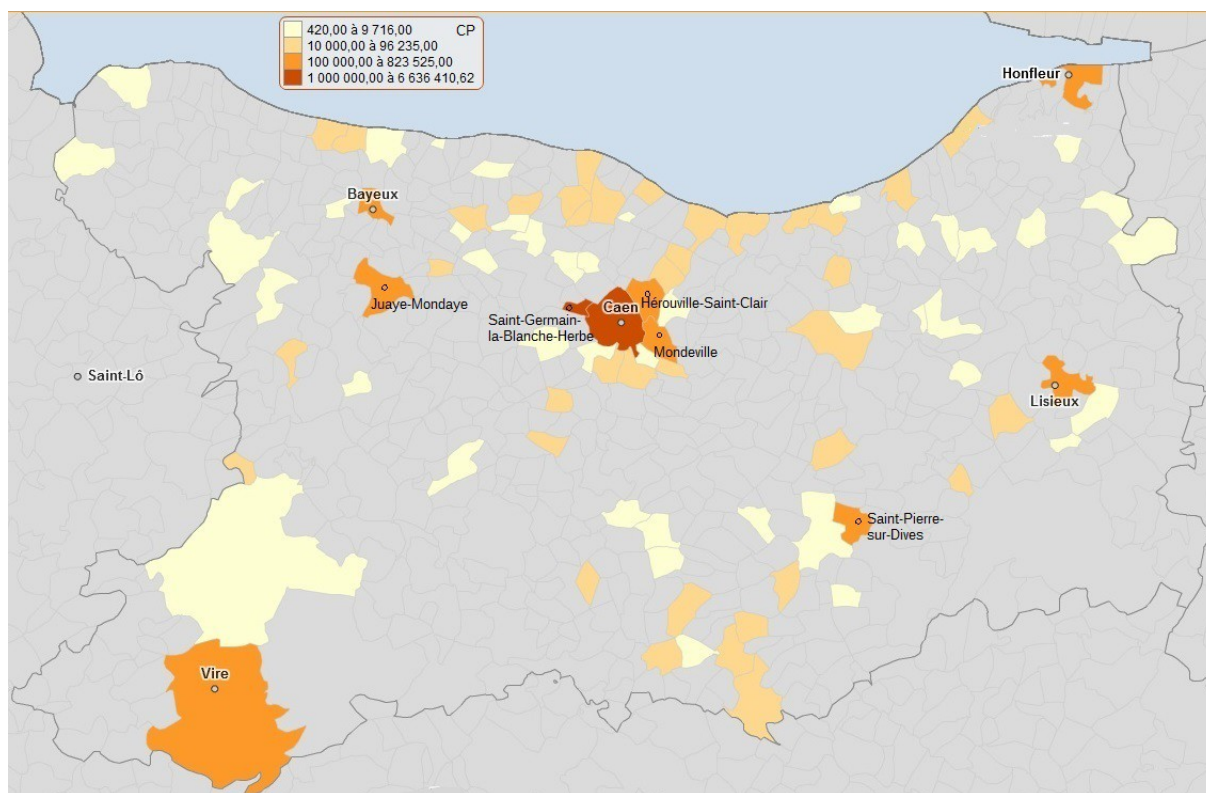 420,00 à 9 716,00 CP
10 000,00 à 96 235,00
100 000,00 à 823 525,00
1 000 000,00 à 6 636 410,62
Honfleur
Bayeux
Juaye-Mondaye
Caen
Hérouville-Saint-Clair
Saint-Germain-
la-Blanche-Herbe
Mondeville
Saint-Lô
Lisieux
Saint-Pierre-
sur-Dives
Vire